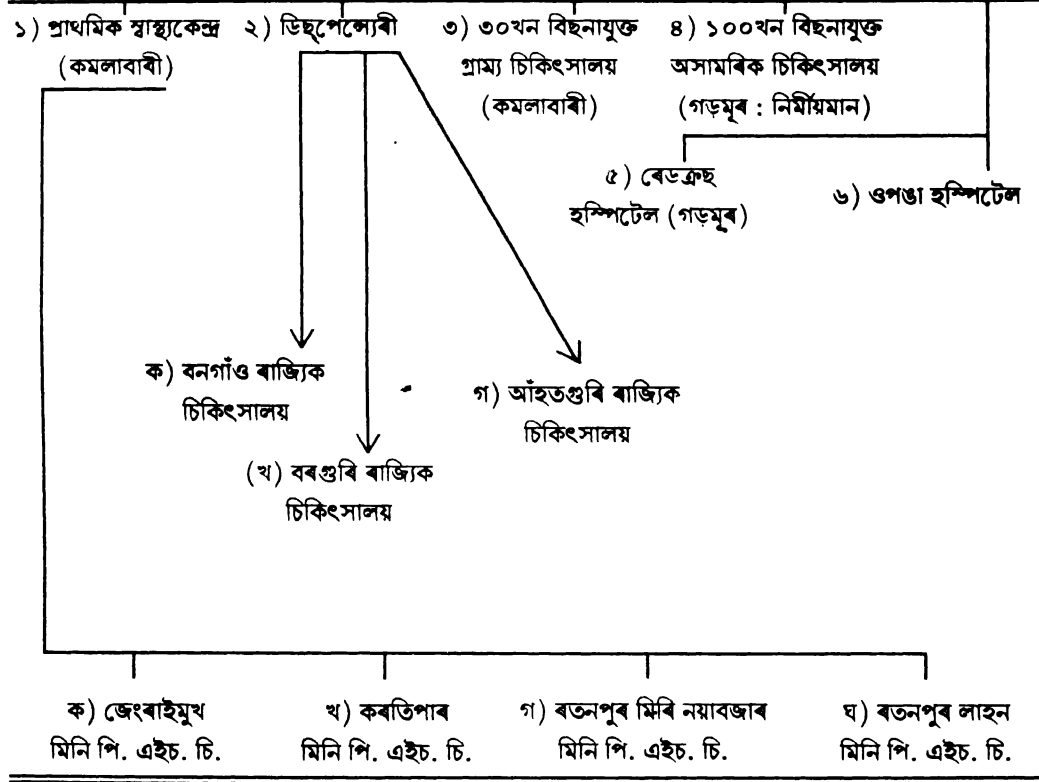 ১) প্ৰাথমিক স্বাস্থ্যকেন্দ্ৰ
(কমলাবাৰী)
২) ডিছ্পেন্সেৰী
৩) ৩০খন বিছনাযুক্ত
গ্ৰাম্য চিকিৎসালয়
(কমলাবাৰী)
৪) ১০০খন বিছনাযুক্ত
অসামৰিক চিকিৎসালয়
(গড়মূৰ : নিৰ্মীয়মান)
৫) ৰেডক্ৰছ
হস্পিটেল (গড়মূৰ)
৬) ওপঙা হস্পিটেল
ক) বনগাঁও ৰাজ্যিক
চিকিৎসালয়
(খ) বৰগুৰি ৰাজ্যিক
চিকিৎসালয়
গ) আঁহতগুৰি ৰাজ্যিক
চিকিৎসালয়
ক) জেংৰাইমুখ
মিনি পি. এইচ. চি.
খ) কৰতিপাৰ
মিনি পি. এইচ. চি.
গ) ৰতনপুৰ মিৰি নয়াবজাৰ
মিনি পি. এইচ. চি.
ঘ) ৰতনপুৰ লাহন
মিনি পি. এইচ. চি.